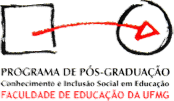 PROGRAMA DE PÓS-GRADUAÇÃO
Conhecimento e Inclusão Social em Educação
FACULDADE DE EDUCAÇÃO DA UFMG